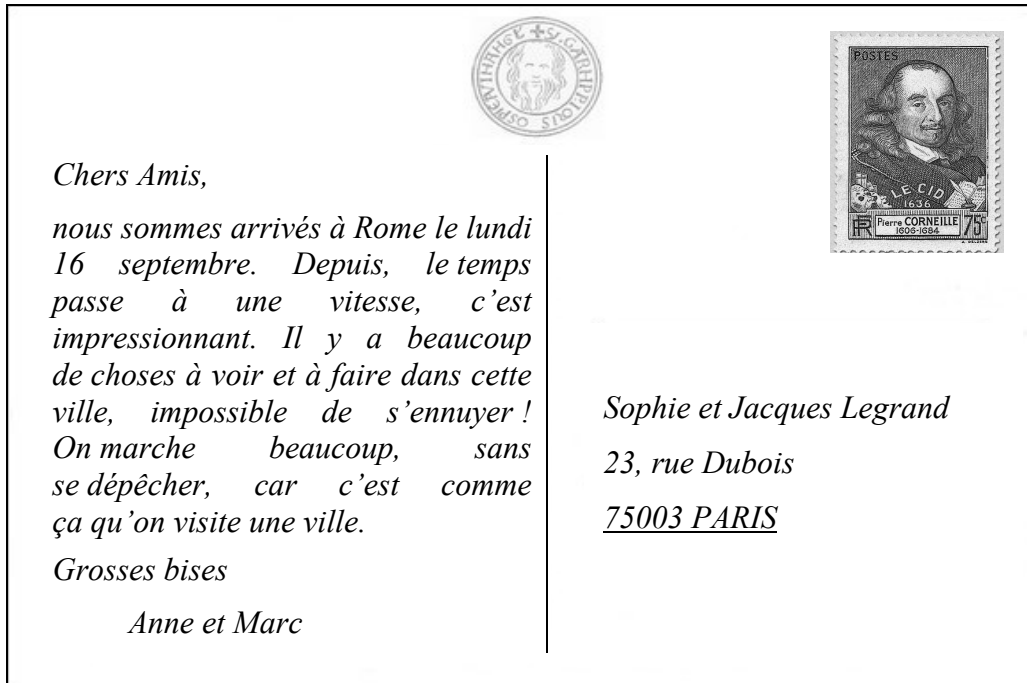 POSTES
LE CID
1636
RF Pierre CORNEILLE 75c
1606-1684
Chers Amis,
nous sommes arrivés à Rome le lundi
16 septembre. Depuis, le temps
passe à une vitesse, c’est
impressionnant. Il y a beaucoup
de choses à voir et à faire dans cette
ville, impossible de s’ennuyer !
On marche beaucoup, sans
se dépêcher, car c’est comme
ça qu’on visite une ville.
Grosses bises
Anne et Marc
Sophie et Jacques Legrand
23, rue Dubois
75003 PARIS